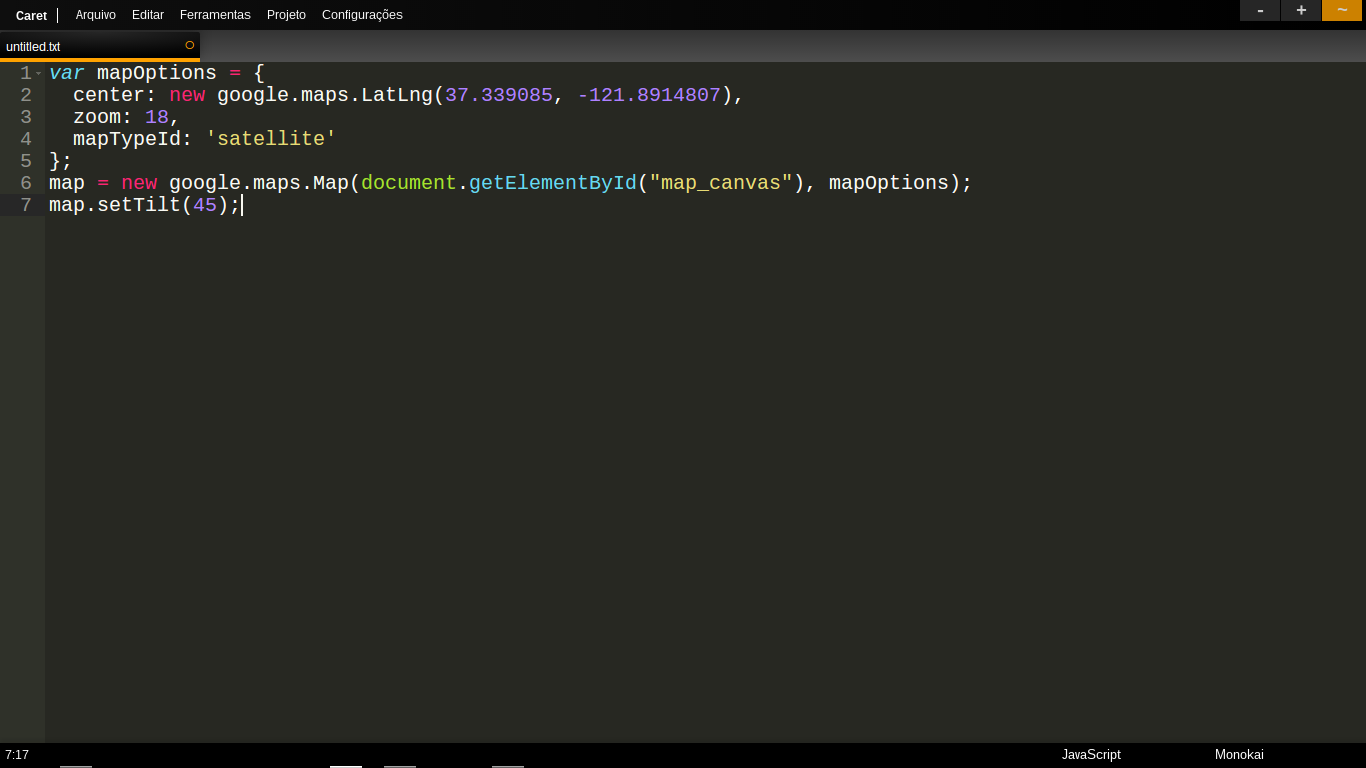 Caret | Arquivo Editar Ferramentas Projeto Configurações - + ~
untitled.txt
1 var mapOptions = {
2   center: new google.maps.LatLng(37.339085, -121.8914807),
3   zoom: 18,
4   mapTypeId: 'satellite'
5 };
6 map = new google.maps.Map(document.getElementById("map_canvas"), mapOptions);
7 map.setTilt(45);
7:17 JavaScript Monokai